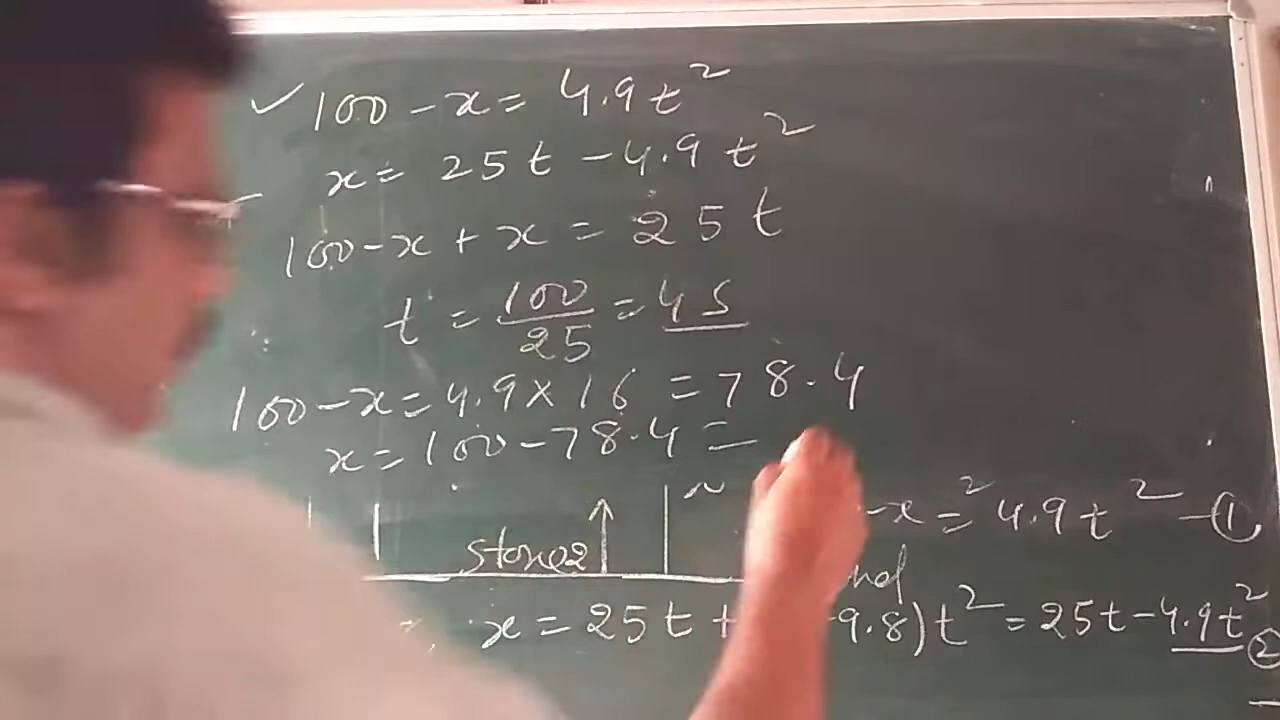 ✓ 100 - x = 4.9t²
x = 25t - 4.9t²
100 - x + x = 25t
t = 100/25 = 4s
100 - x = 4.9 × 16 = 78.4
x = 100 - 78.4 =
-x = 4.9t² - ①
stone2
x = 25t + -9.8)t² = 25t - 4.9t² ②